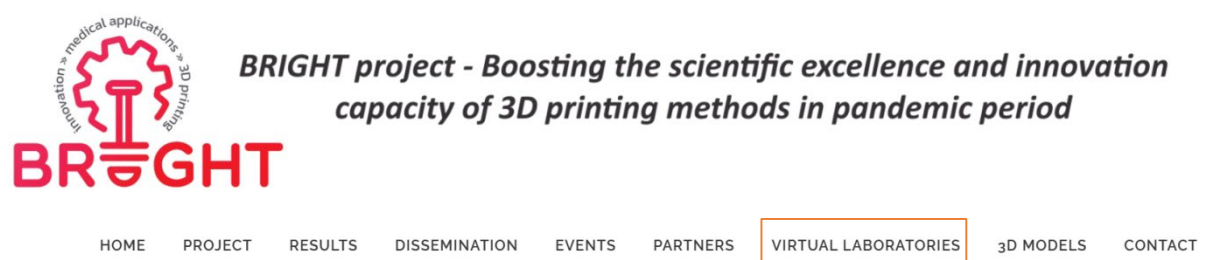 innovation » medical applications » 3D printing
BRIGHT
BRIGHT project - Boosting the scientific excellence and innovation
capacity of 3D printing methods in pandemic period
HOME PROJECT RESULTS DISSEMINATION EVENTS PARTNERS VIRTUAL LABORATORIES 3D MODELS CONTACT